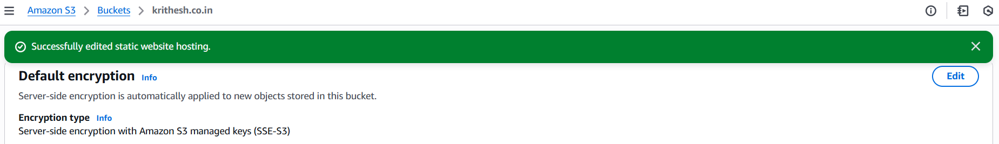 Amazon S3 > Buckets > krithesh.co.in
Successfully edited static website hosting.
Default encryption Info
Edit
Server-side encryption is automatically applied to new objects stored in this bucket.
Encryption type Info
Server-side encryption with Amazon S3 managed keys (SSE-S3)